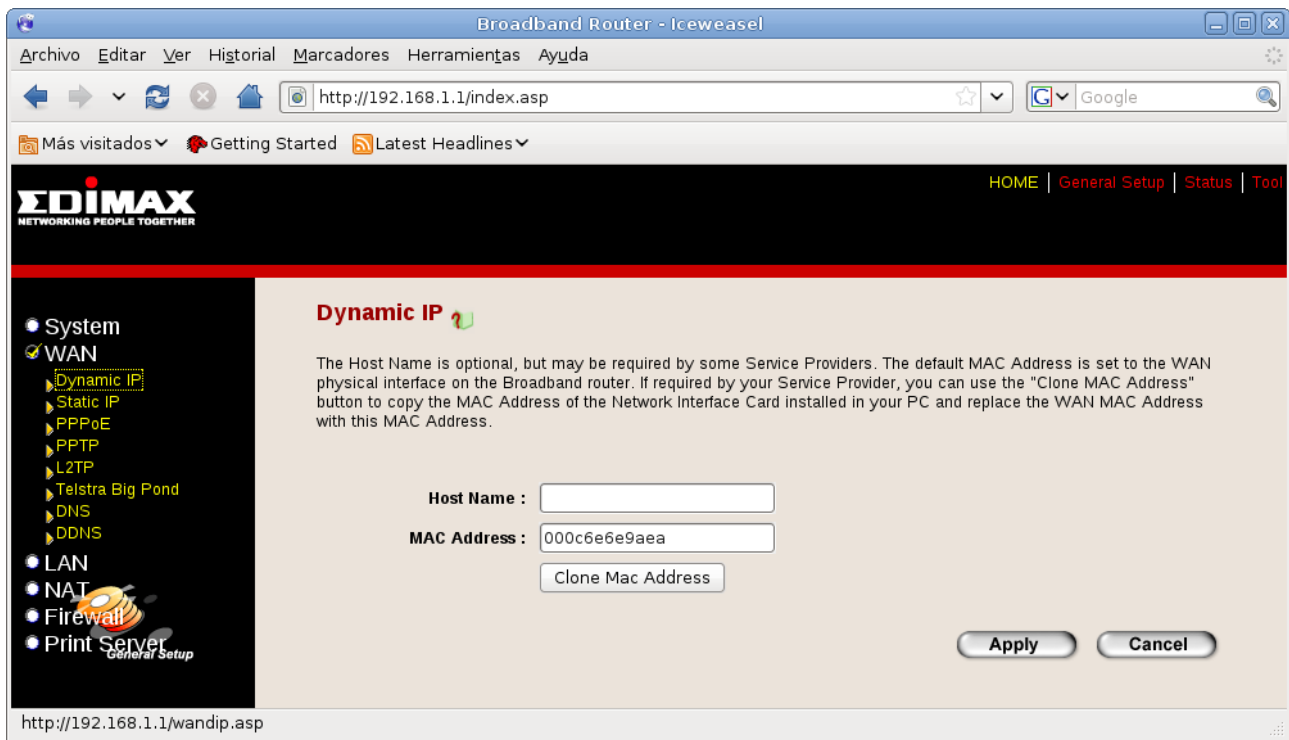 Broadband Router - Iceweasel
Archivo Editar Ver Historial Marcadores Herramientas Ayuda
http://192.168.1.1/index.asp
G Google
Más visitados Getting Started Latest Headlines
EDIMAX
NETWORKING PEOPLE TOGETHER
HOME | General Setup | Status | Tool
System
WAN
Dynamic IP
Static IP
PPPoE
PPTP
L2TP
Telstra Big Pond
DNS
DDNS
LAN
NAT
Firewall
Print Server
General Setup
Dynamic IP
The Host Name is optional, but may be required by some Service Providers. The default MAC Address is set to the WAN
physical interface on the Broadband router. If required by your Service Provider, you can use the "Clone MAC Address"
button to copy the MAC Address of the Network Interface Card installed in your PC and replace the WAN MAC Address
with this MAC Address.
Host Name :
MAC Address : 000c6e6e9aea
Clone Mac Address
Apply Cancel
http://192.168.1.1/wandip.asp